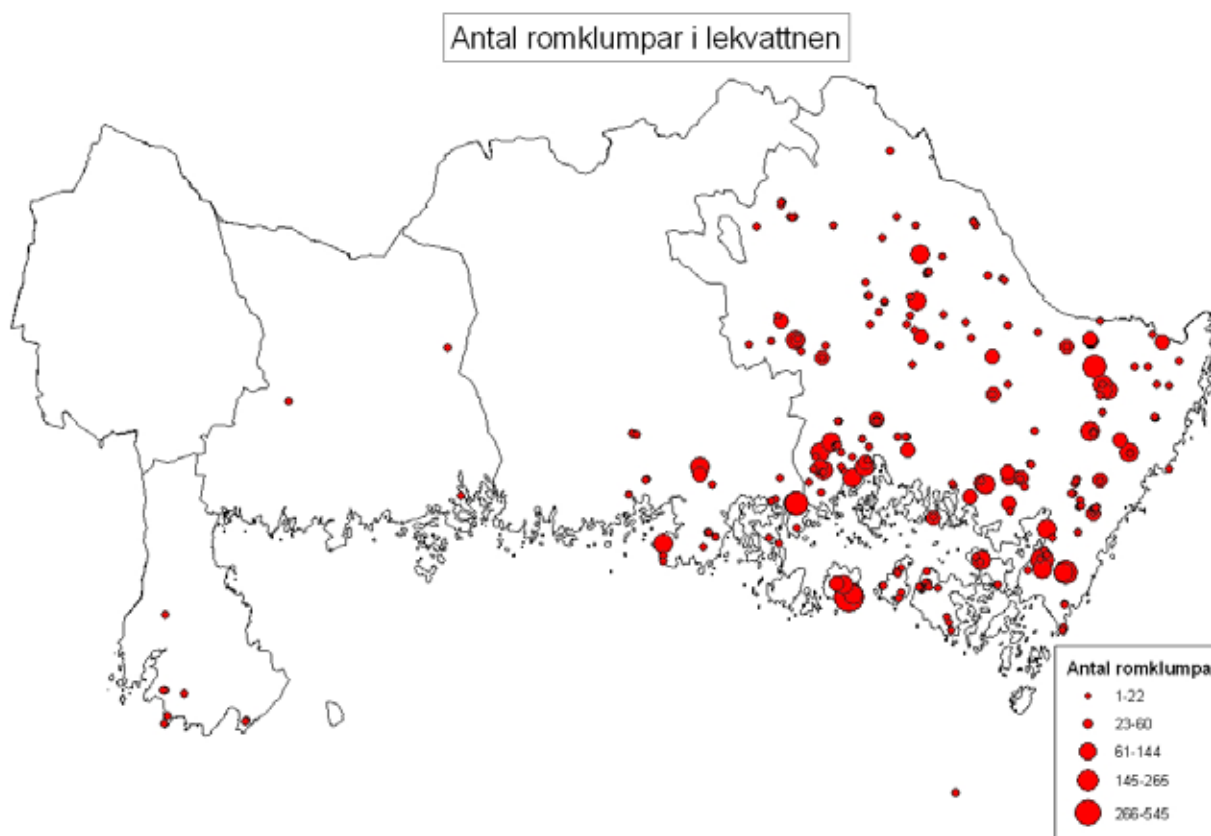 Antal romklumpar i lekvattnen
Antal romklumpa
1-22
23-60
61-144
145-265
266-545